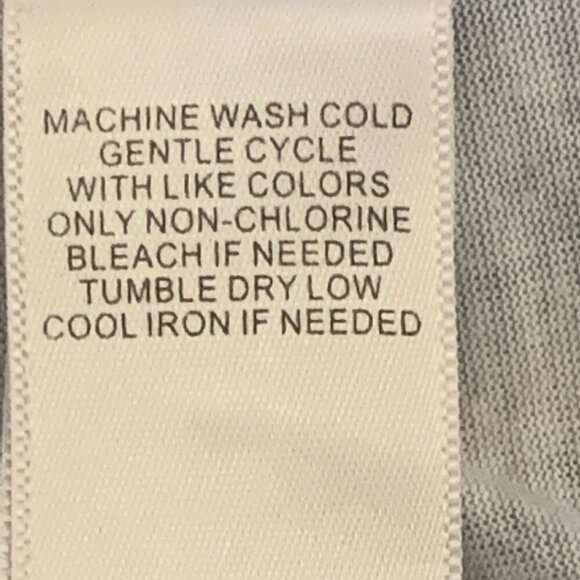 MACHINE WASH COLD
GENTLE CYCLE
WITH LIKE COLORS
ONLY NON-CHLORINE
BLEACH IF NEEDED
TUMBLE DRY LOW
COOL IRON IF NEEDED